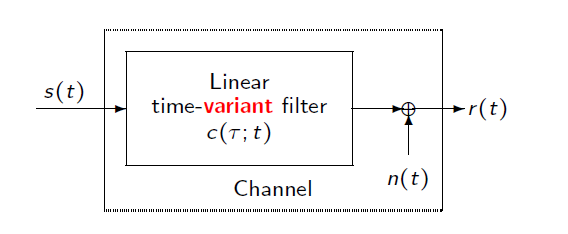 s(t)
Linear
time-variant filter
c(τ; t)
r(t)
n(t)
Channel